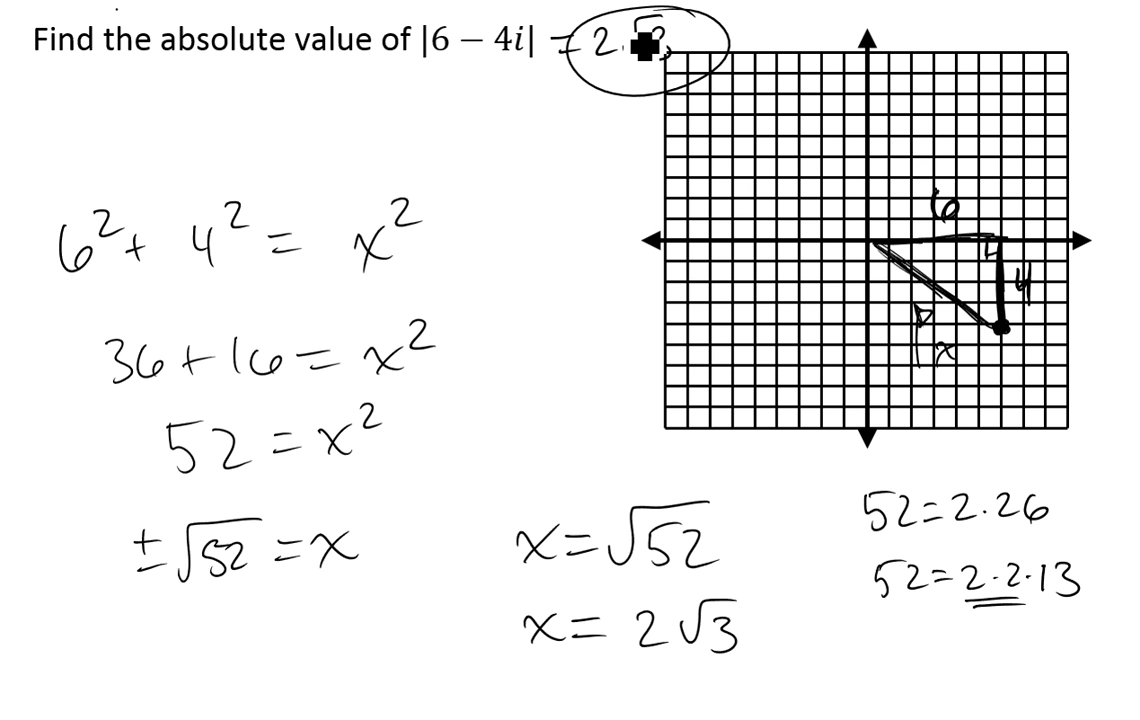 Find the absolute value of |6 − 4i| = 2.
6
4
x
6² + 4² = x²
36 + 16 = x²
52 = x²
±√52 = x
x = √52
x = 2√3
52 = 2·26
52 = 2·2·13